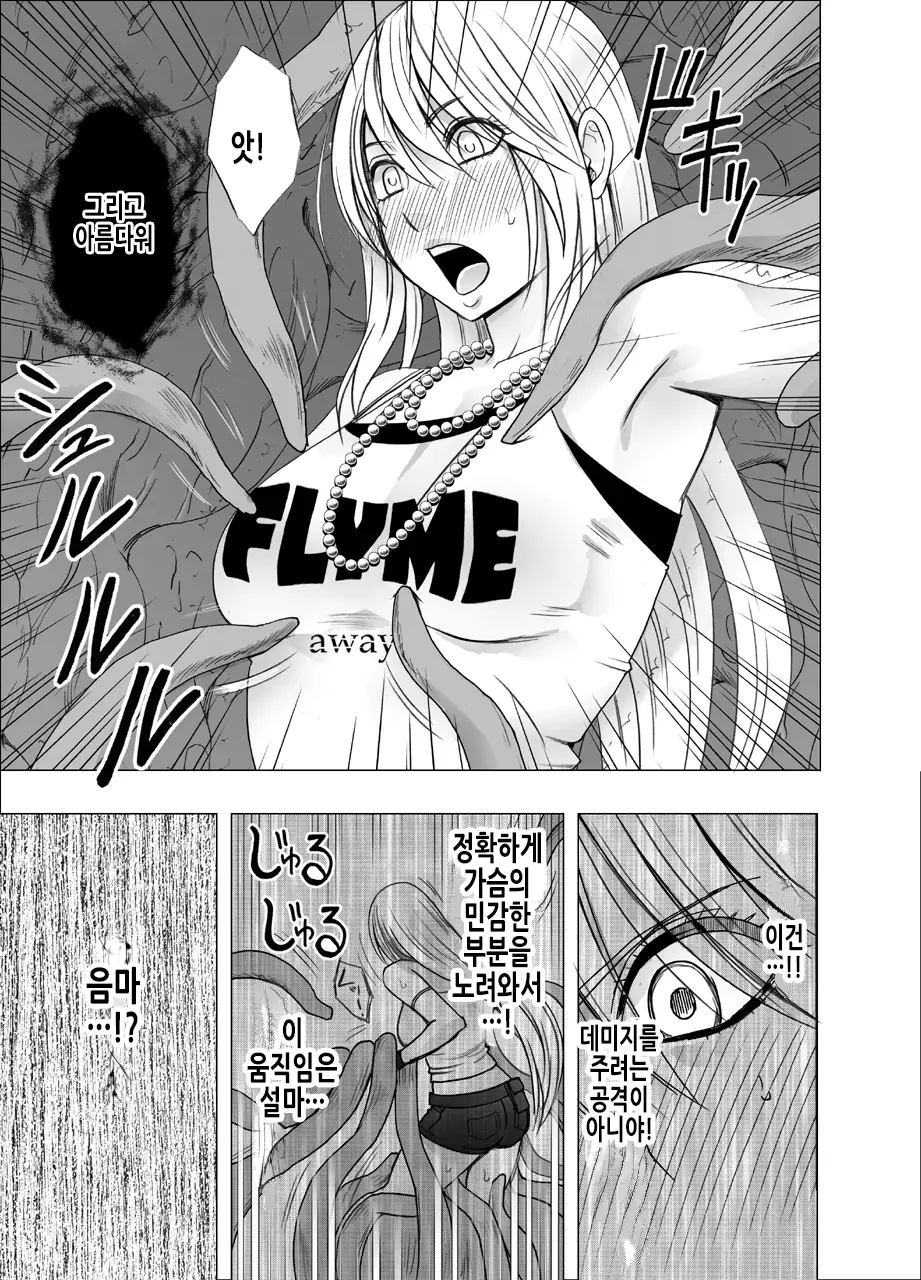 ドキッ
앗!
그리고
아름다워
シュルルル
FLYME
away
이건
…!!
데미지를
주려는
공격이
아니야!
정확하게
가슴의
민감한
부분을
노려와서
…!
じゅる
じゅる
이
움직임은
설마…
음마
…!?